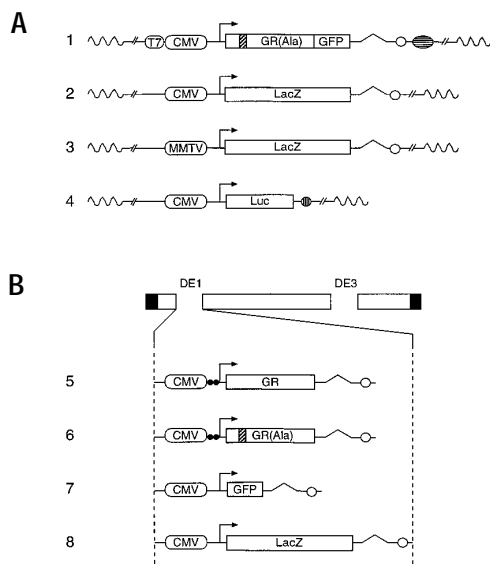 A
1 T7 CMV GR(Ala) GFP
2 CMV LacZ
3 MMTV LacZ
4 CMV Luc
B
DE1 DE3
5 CMV GR
6 CMV GR(Ala)
7 CMV GFP
8 CMV LacZ